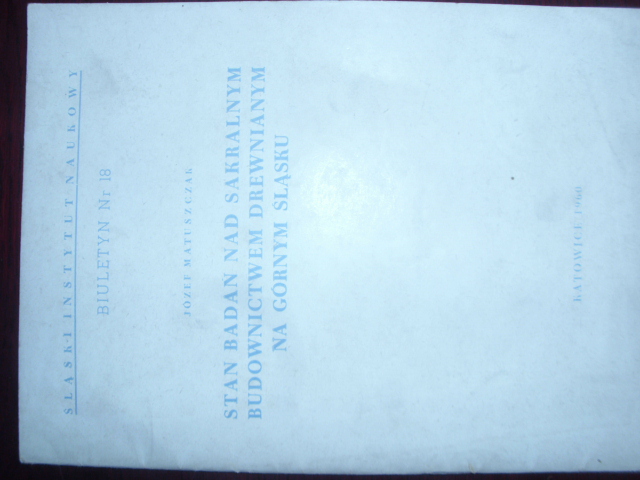 ŚLĄSKI INSTYTUT NAUKOWY
BIULETYN Nr 18
JÓZEF MATUSZCZAK
STAN BADAŃ NAD SAKRALNYM
BUDOWNICTWEM DREWNIANYM
NA GÓRNYM ŚLĄSKU
KATOWICE 1960